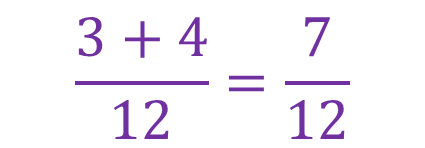 3 + 4 / 12 = 7 / 12